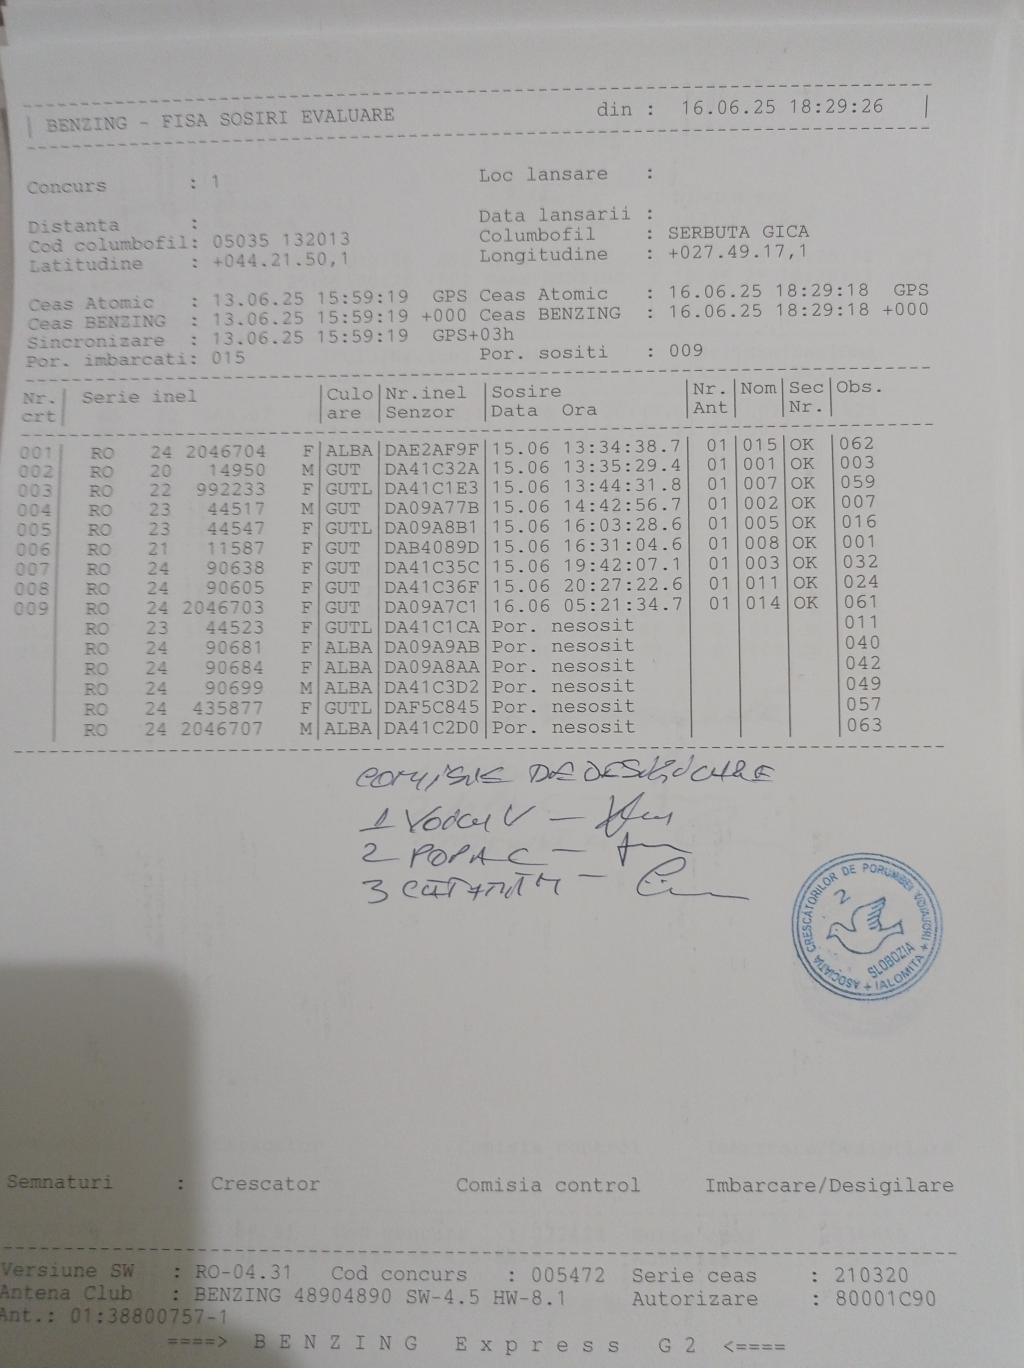 BENZING - FISA SOSIRI EVALUARE din : 16.06.25 18:29:26
Concurs : 1 Loc lansare :
Distanta : Data lansarii :
Cod columbofil: 05035 132013 Columbofil : SERBUTA GICA
Latitudine : +044.21.50,1 Longitudine : +027.49.17,1
Ceas Atomic : 13.06.25 15:59:19 GPS Ceas Atomic : 16.06.25 18:29:18 GPS
Ceas BENZING : 13.06.25 15:59:19 +000 Ceas BENZING : 16.06.25 18:29:18 +000
Sincronizare : 13.06.25 15:59:19 GPS+03h
Por. imbarcati: 015 Por. sositi : 009
Nr. Serie inel Culo Nr.inel Sosire Nr. Nom Sec Obs.
crt are Senzor Data Ora Ant Nr.
001 RO 24 2046704 F ALBA DAE2AF9F 15.06 13:34:38.7 01 015 OK 062
002 RO 20 14950 M GUT DA41C32A 15.06 13:35:29.4 01 001 OK 003
003 RO 22 992233 F GUTL DA41C1E3 15.06 13:44:31.8 01 007 OK 059
004 RO 23 44517 M GUT DA09A77B 15.06 14:42:56.7 01 002 OK 007
005 RO 23 44547 F GUTL DA09A8B1 15.06 16:03:28.6 01 005 OK 016
006 RO 21 11587 F GUT DAB4089D 15.06 16:31:04.6 01 008 OK 001
007 RO 24 90638 F GUT DA41C35C 15.06 19:42:07.1 01 003 OK 032
008 RO 24 90605 F GUT DA41C36F 15.06 20:27:22.6 01 011 OK 024
009 RO 24 2046703 F GUT DA09A7C1 16.06 05:21:34.7 01 014 OK 061
RO 23 44523 F GUTL DA41C1CA Por. nesosit 011
RO 24 90681 F ALBA DA09A9AB Por. nesosit 040
RO 24 90684 F ALBA DA09A8AA Por. nesosit 042
RO 24 90699 M ALBA DA41C3D2 Por. nesosit 049
RO 24 435877 F GUTL DAF5C845 Por. nesosit 057
RO 24 2046707 M ALBA DA41C2D0 Por. nesosit 063
COMISIE DE
1 V
2 POPA C
3
ASOCIATIA CRESCĂTORILOR DE PORUMBEI VOIAJORI + IALOMITA +
2
SLOBOZIA
Semnaturi : Crescator Comisia control Imbarcare/Desigilare
Versiune SW : RO-04.31 Cod concurs : 005472 Serie ceas : 210320
Antena Club : BENZING 48904890 SW-4.5 HW-8.1 Autorizare : 80001C90
Ant.: 01:38800757-1
====> B E N Z I N G E x p r e s s G 2 <====